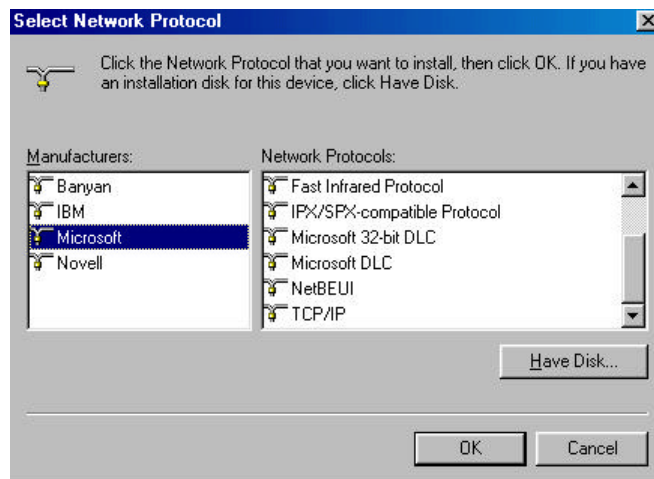 Select Network Protocol
Click the Network Protocol that you want to install, then click OK. If you have
an installation disk for this device, click Have Disk.
Manufacturers:
Banyan
IBM
Microsoft
Novell
Network Protocols:
Fast Infrared Protocol
IPX/SPX-compatible Protocol
Microsoft 32-bit DLC
Microsoft DLC
NetBEUI
TCP/IP
Have Disk...
OK
Cancel